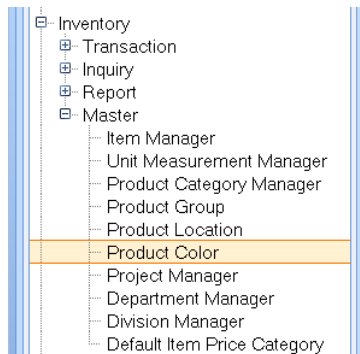 Inventory
Transaction
Inquiry
Report
Master
Item Manager
Unit Measurement Manager
Product Category Manager
Product Group
Product Location
Product Color
Project Manager
Department Manager
Division Manager
Default Item Price Category